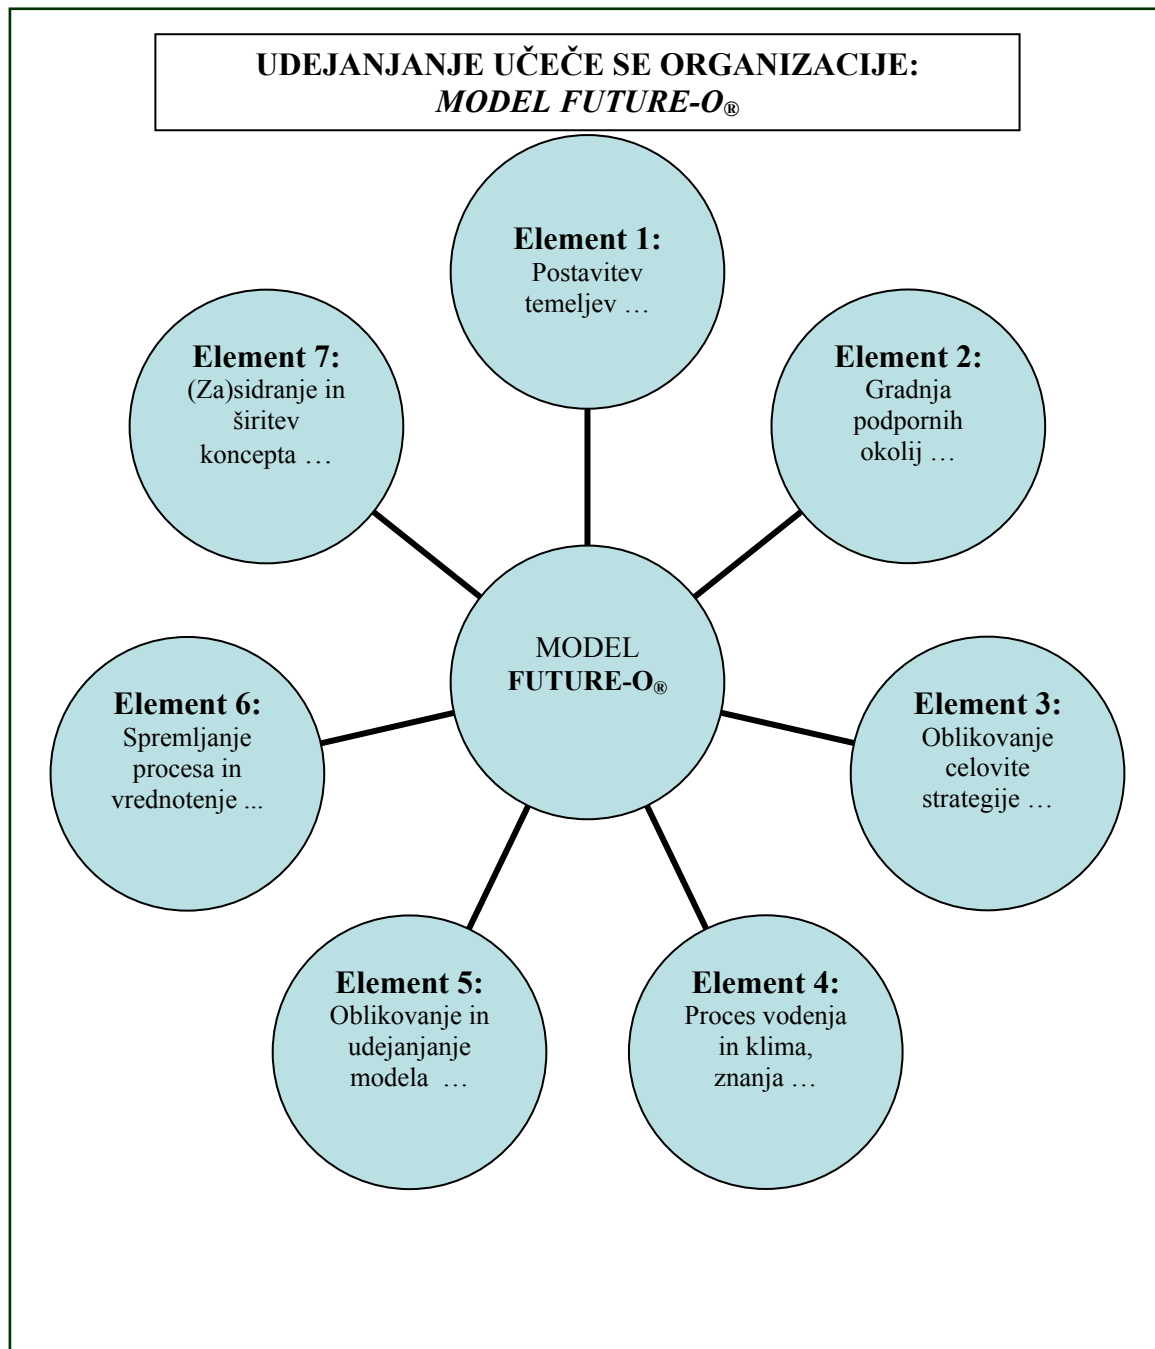 UDEJANJANJE UČEČE SE ORGANIZACIJE:
MODEL FUTURE-O®
Element 1:
Postavitev
temeljev …
Element 2:
Gradnja
podpornih
okolij …
Element 3:
Oblikovanje
celovite
strategije …
Element 4:
Proces vodenja
in klima,
znanja …
Element 5:
Oblikovanje in
udejanjanje
modela …
Element 6:
Spremljanje
procesa in
vrednotenje ...
Element 7:
(Za)sidranje in
širitev
koncepta …
MODEL
FUTURE-O®